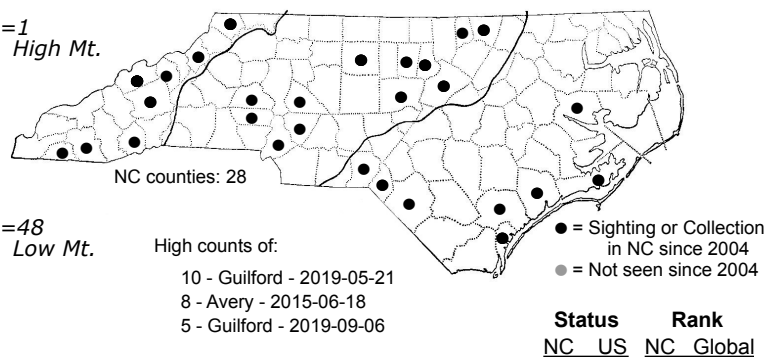 =1
High Mt.
NC counties: 28
=48
Low Mt.
High counts of:
10 - Guilford - 2019-05-21
8 - Avery - 2015-06-18
5 - Guilford - 2019-09-06
● = Sighting or Collection
in NC since 2004
● = Not seen since 2004
Status Rank
NC US NC Global